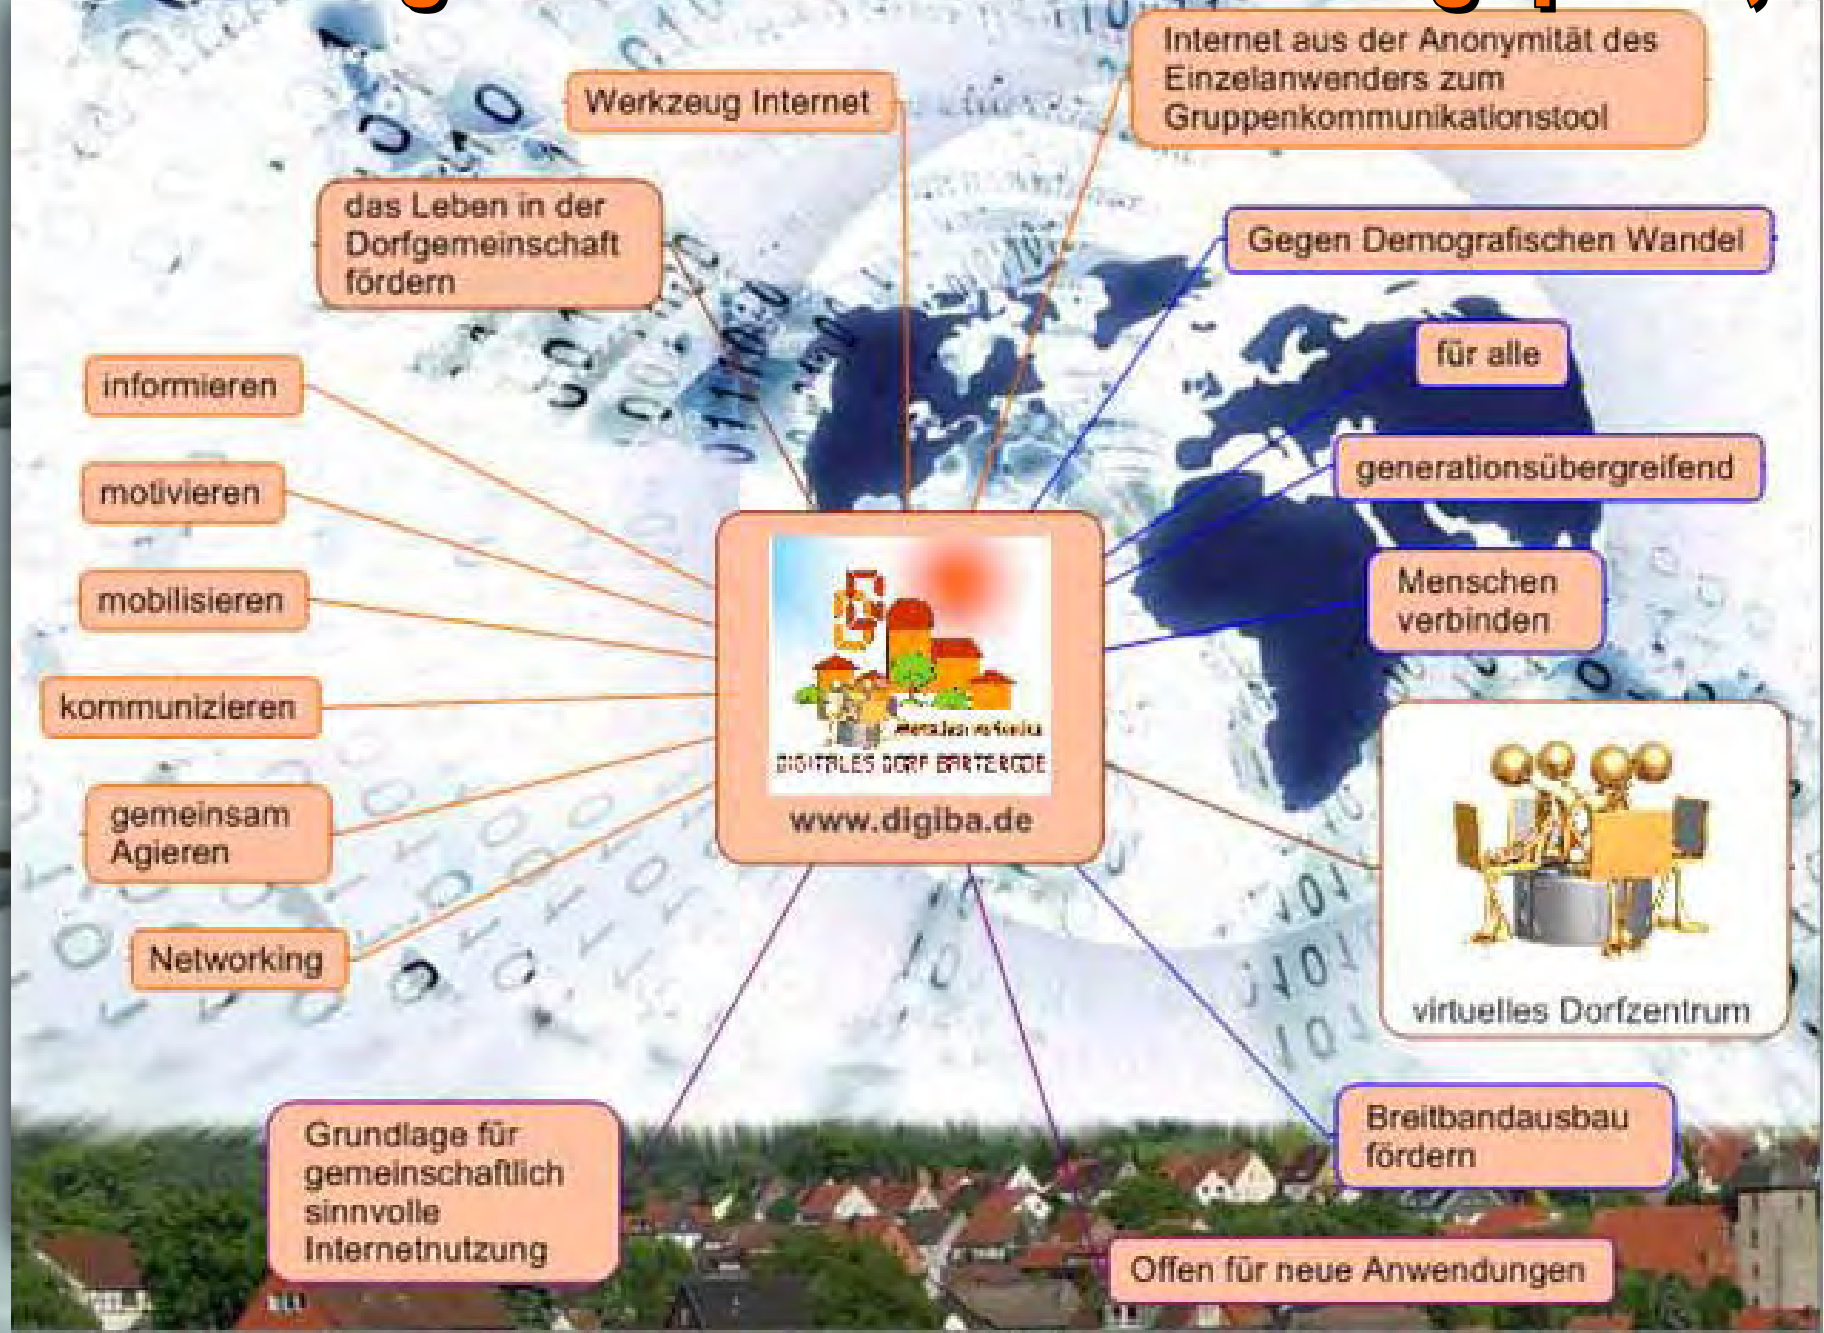 Internet aus der Anonymität des
Einzelanwenders zum
Gruppenkommunikationstool
Werkzeug Internet
das Leben in der
Dorfgemeinschaft
fördern
Gegen Demografischen Wandel
für alle
informieren
generationsübergreifend
motivieren
Menschen
verbinden
mobilisieren
kommunizieren
Menschen verbinden
DIGITALES DORF BARTERODE
www.digiba.de
gemeinsam
Agieren
Networking
virtuelles Dorfzentrum
Breitbandausbau
fördern
Grundlage für
gemeinschaftlich
sinnvolle
Internetnutzung
Offen für neue Anwendungen